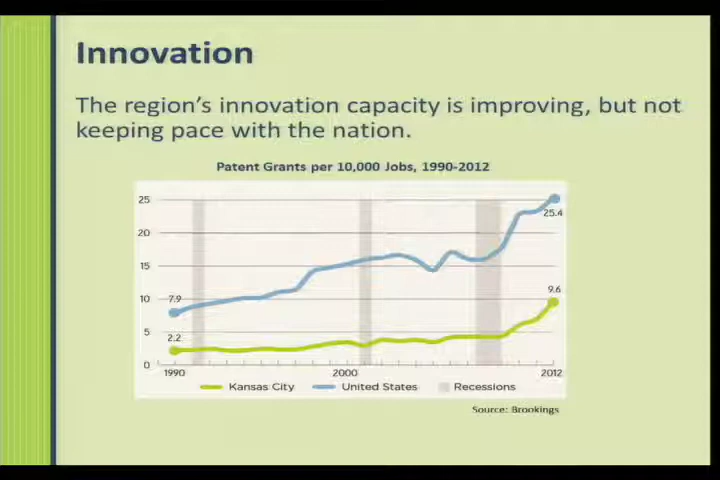 Innovation
The region's innovation capacity is improving, but not
keeping pace with the nation.
Patent Grants per 10,000 Jobs, 1990-2012
25
20
15
10
5
0
7.9
2.2
25.4
9.6
1990
2000
2012
Kansas City
United States
Recessions
Source: Brookings